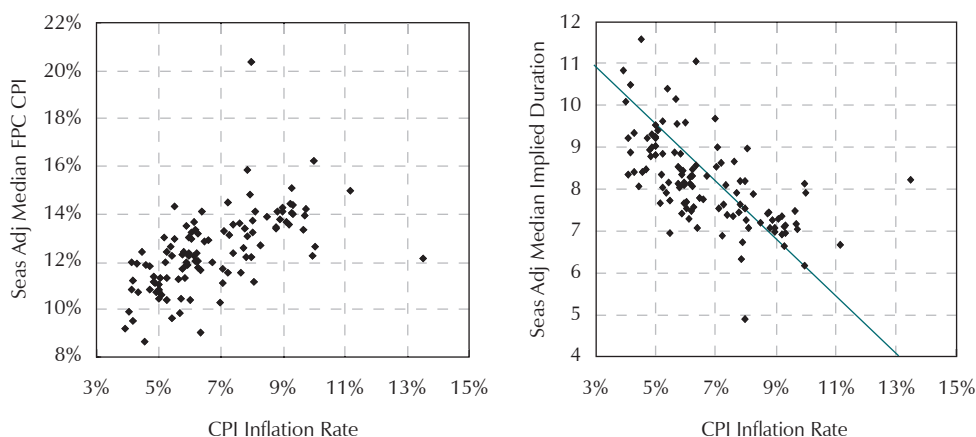 Seas Adj Median FPC CPI
22%
20%
18%
16%
14%
12%
10%
8%
3% 5% 7% 9% 11% 13% 15%
CPI Inflation Rate
Seas Adj Median Implied Duration
12
11
10
9
8
7
6
5
4
3% 5% 7% 9% 11% 13% 15%
CPI Inflation Rate